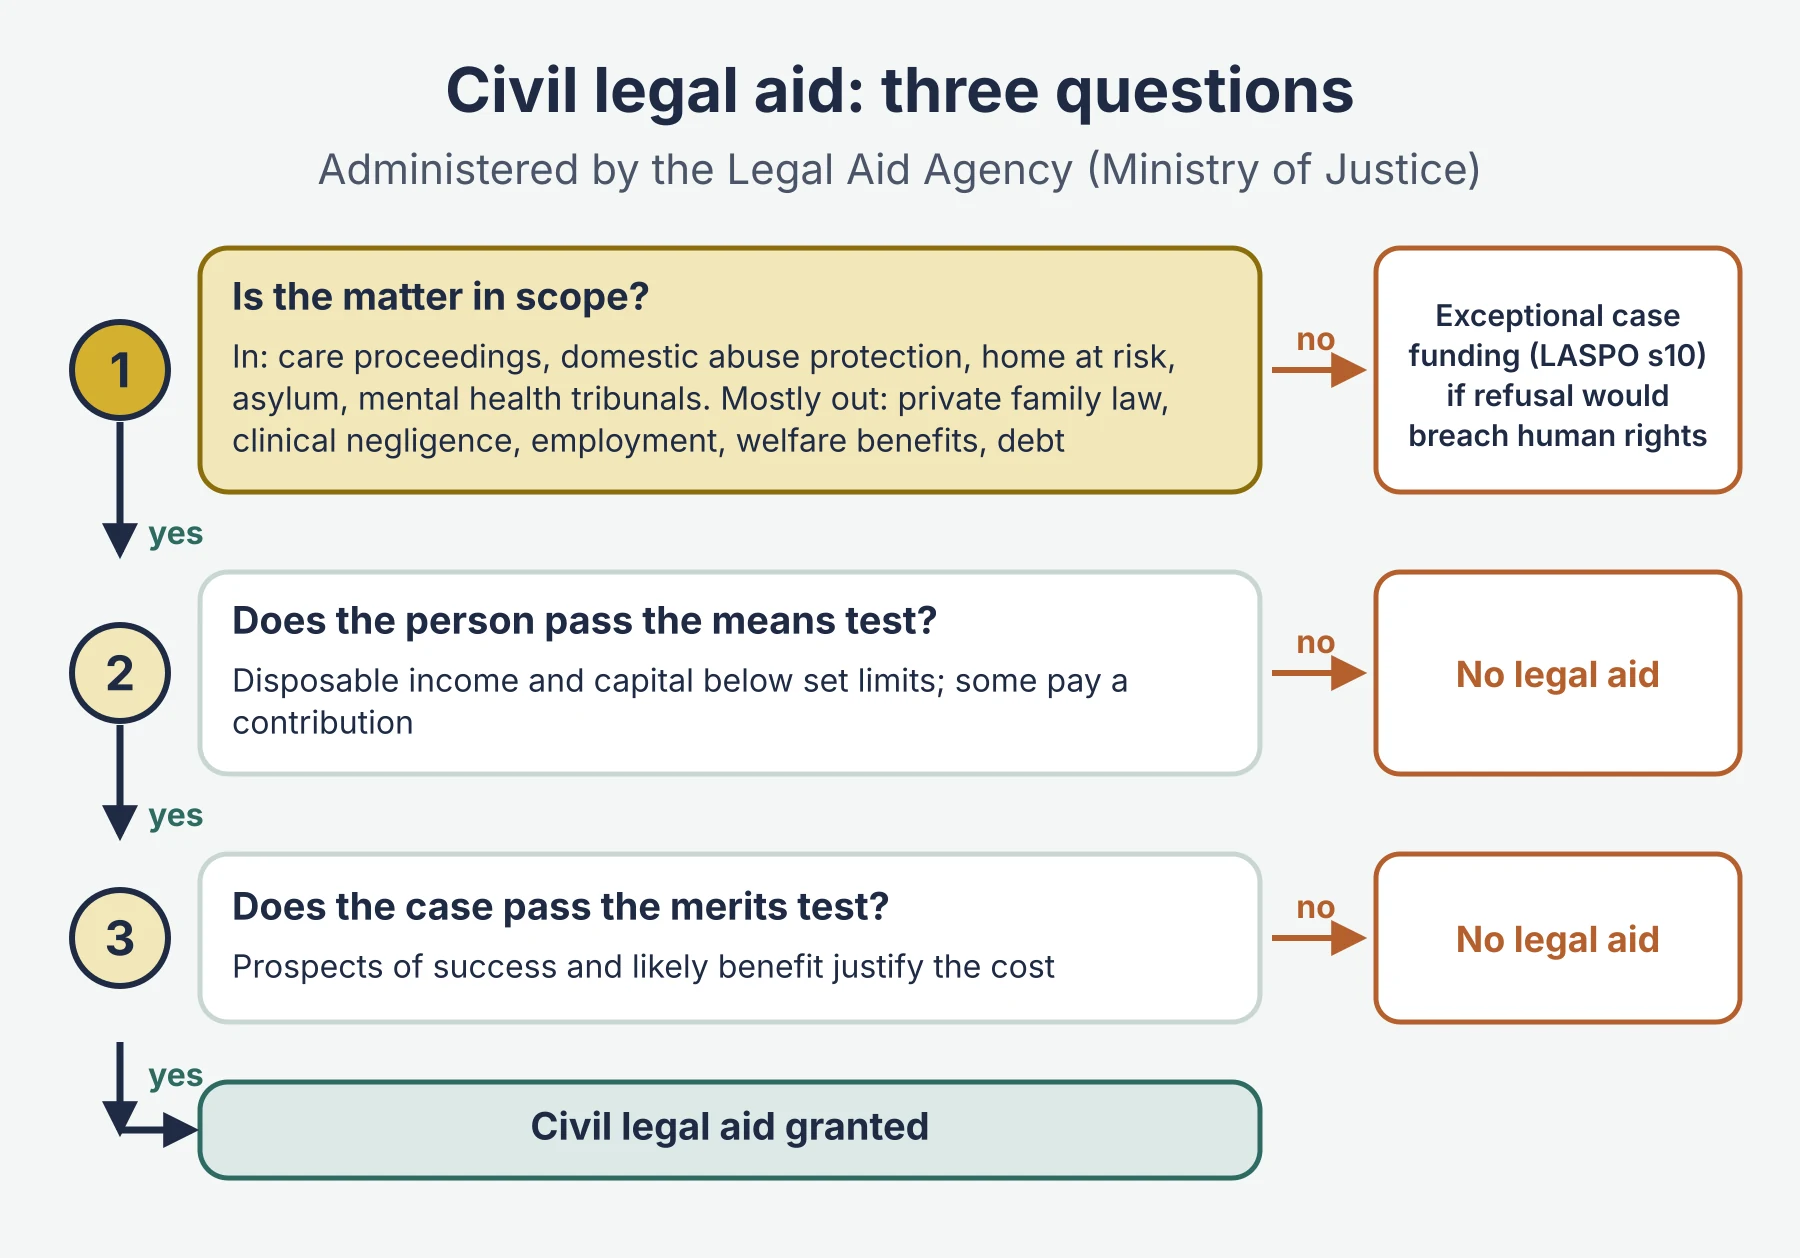 Civil legal aid: three questions
Administered by the Legal Aid Agency (Ministry of Justice)
1
Is the matter in scope?
In: care proceedings, domestic abuse protection, home at risk,
asylum, mental health tribunals. Mostly out: private family law,
clinical negligence, employment, welfare benefits, debt
no
Exceptional case
funding (LASPO s10)
if refusal would
breach human rights
yes
2
Does the person pass the means test?
Disposable income and capital below set limits; some pay a
contribution
no
No legal aid
yes
3
Does the case pass the merits test?
Prospects of success and likely benefit justify the cost
no
No legal aid
yes
Civil legal aid granted